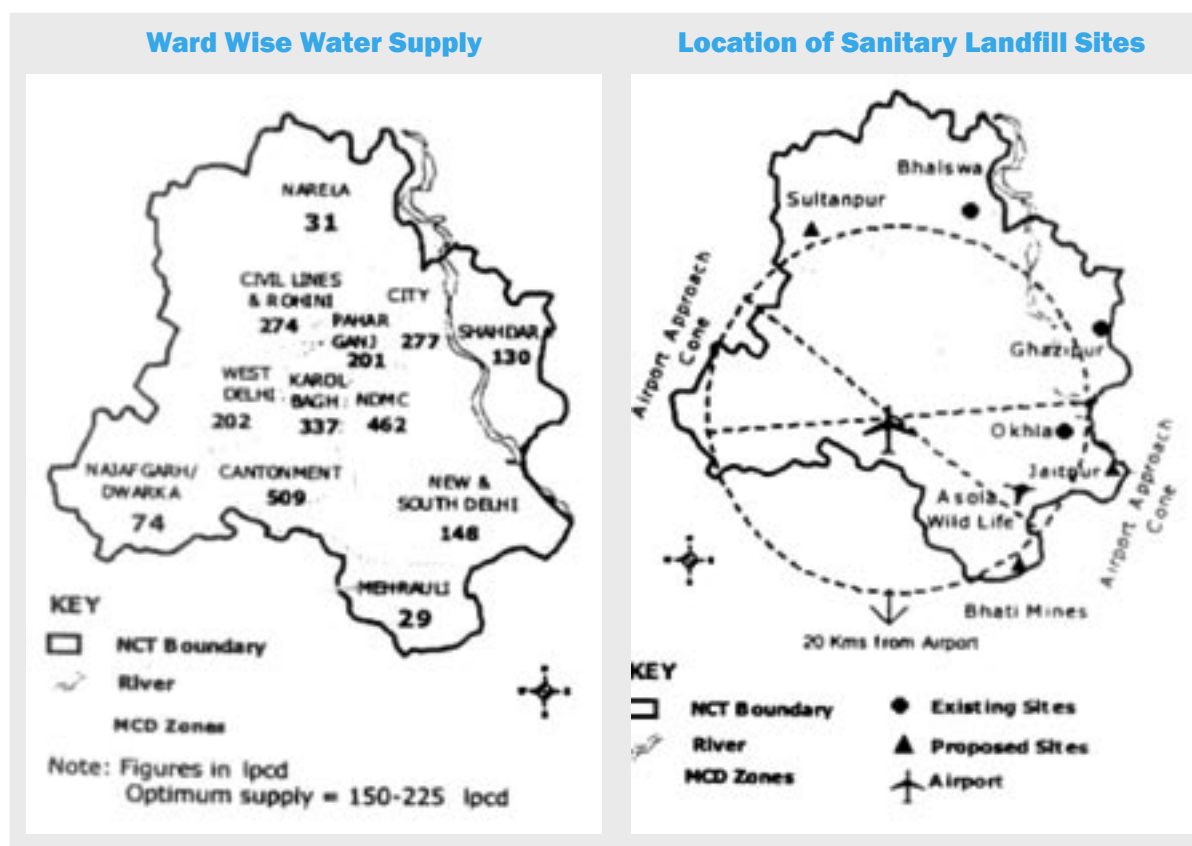 Ward Wise Water Supply
NARELA
31
CIVIL LINES
& ROHINI
274
CITY
277
PAHAR
GANJ
201
SHAHDAR
130
WEST
DELHI
202
KAROL
BAGH
337
NDMC
462
NAJAFGARH/
DWARKA
74
CANTONMENT
509
NEW &
SOUTH DELHI
148
MEHRAULI
29
KEY
NCT Boundary
River
MCD Zones
Note: Figures in lpcd
Optimum supply = 150-225 lpcd
Location of Sanitary Landfill Sites
Bhalswa
Sultanpur
Airport Approach
Cone
Ghazipur
Okhla
Jaitpur
Asola
Wild Life
Airport Approach
Cone
Bhati Mines
20 Kms from Airport
KEY
NCT Boundary
River
MCD Zones
Existing Sites
Proposed Sites
Airport